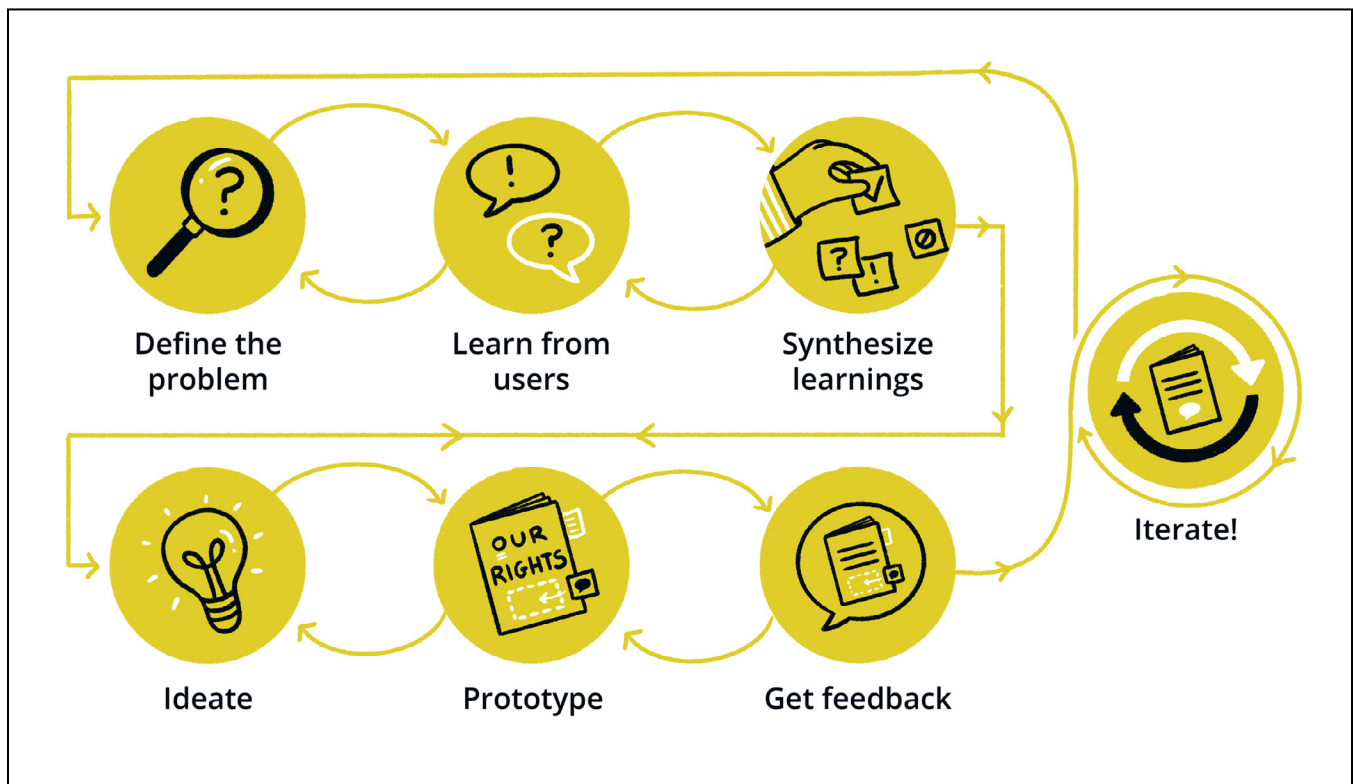 ?
!
?
?
!
Define the
problem
Learn from
users
Synthesize
learnings
OUR
RIGHTS
Iterate!
Ideate
Prototype
Get feedback